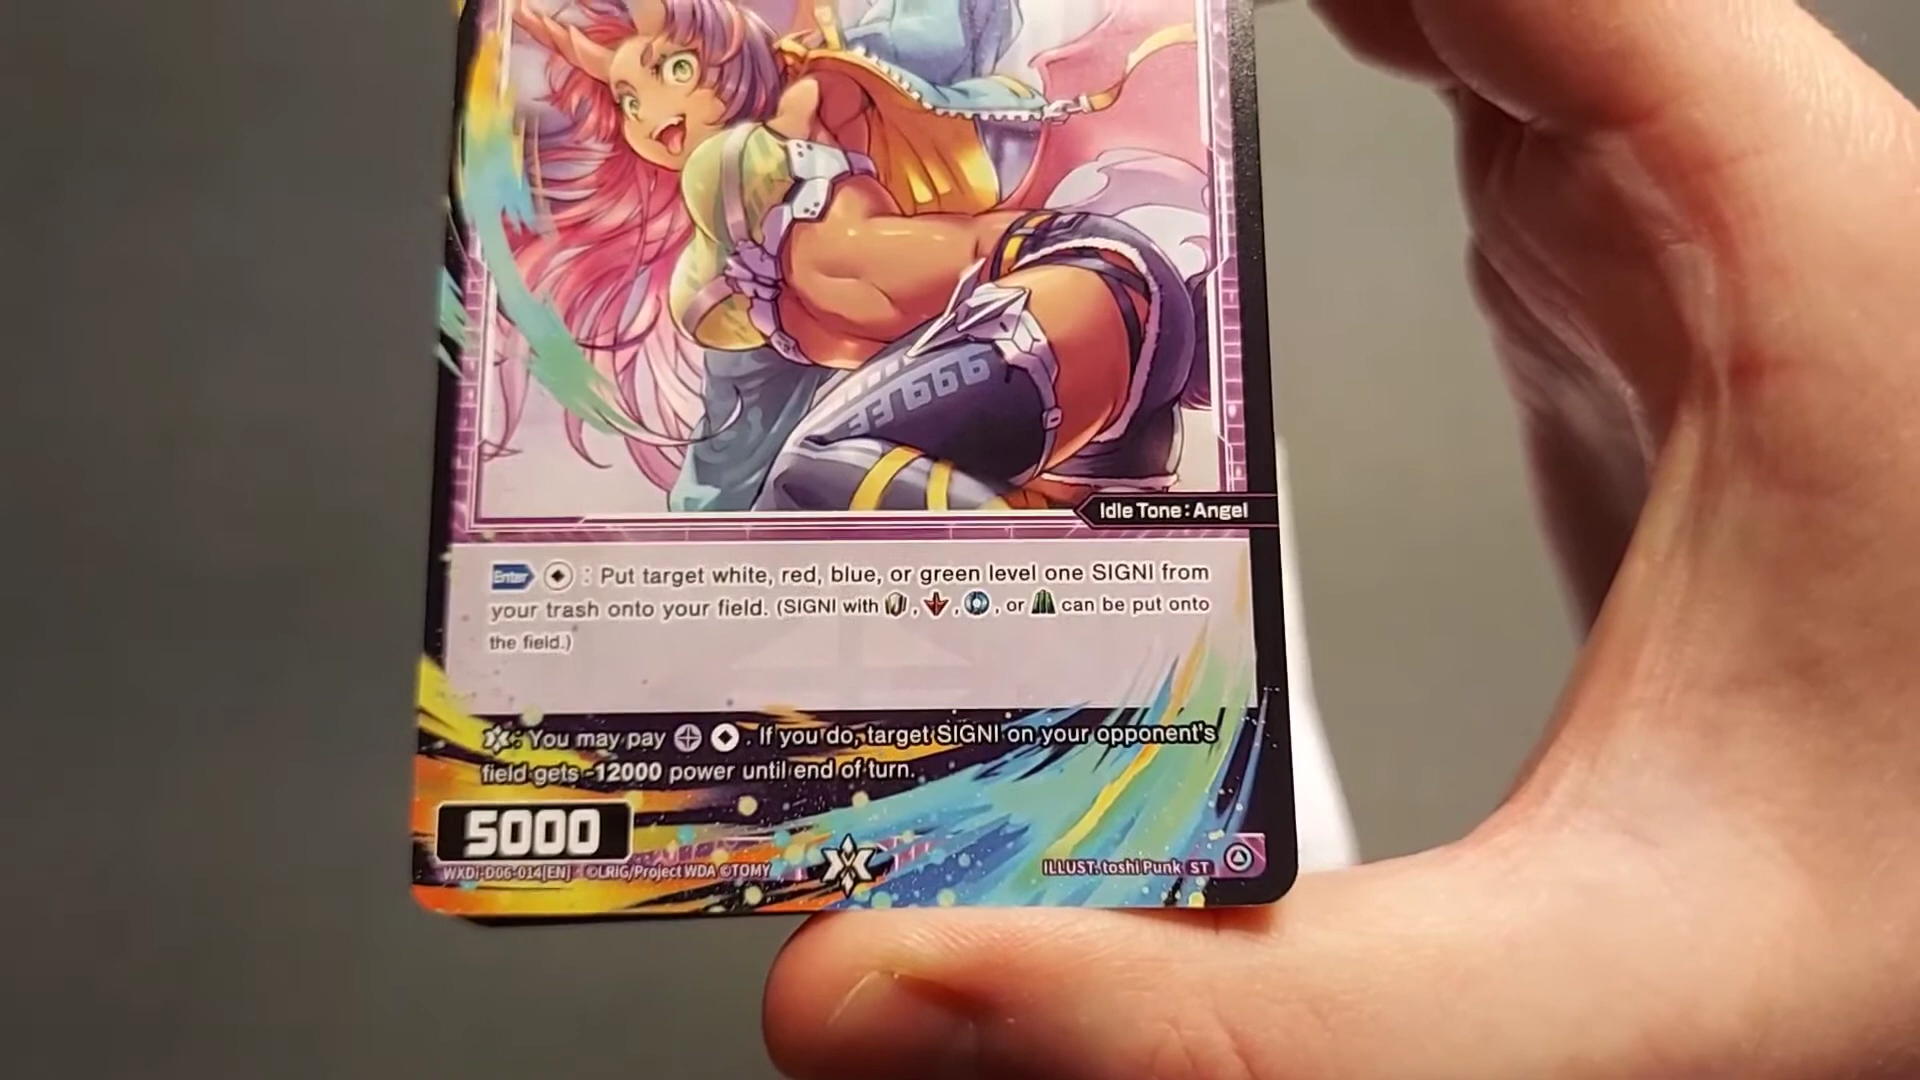 33'666
Idle Tone : Angel
Enter : Put target white, red, blue, or green level one SIGNI from
your trash onto your field. (SIGNI with , , , or can be put onto
the field.)
: You may pay . If you do, target SIGNI on your opponent's
field gets -12000 power until end of turn.
5000
WXDi-D06-014[EN] ©LRIG/Project WDA ©TOMY
ILLUST. toshi Punk ST